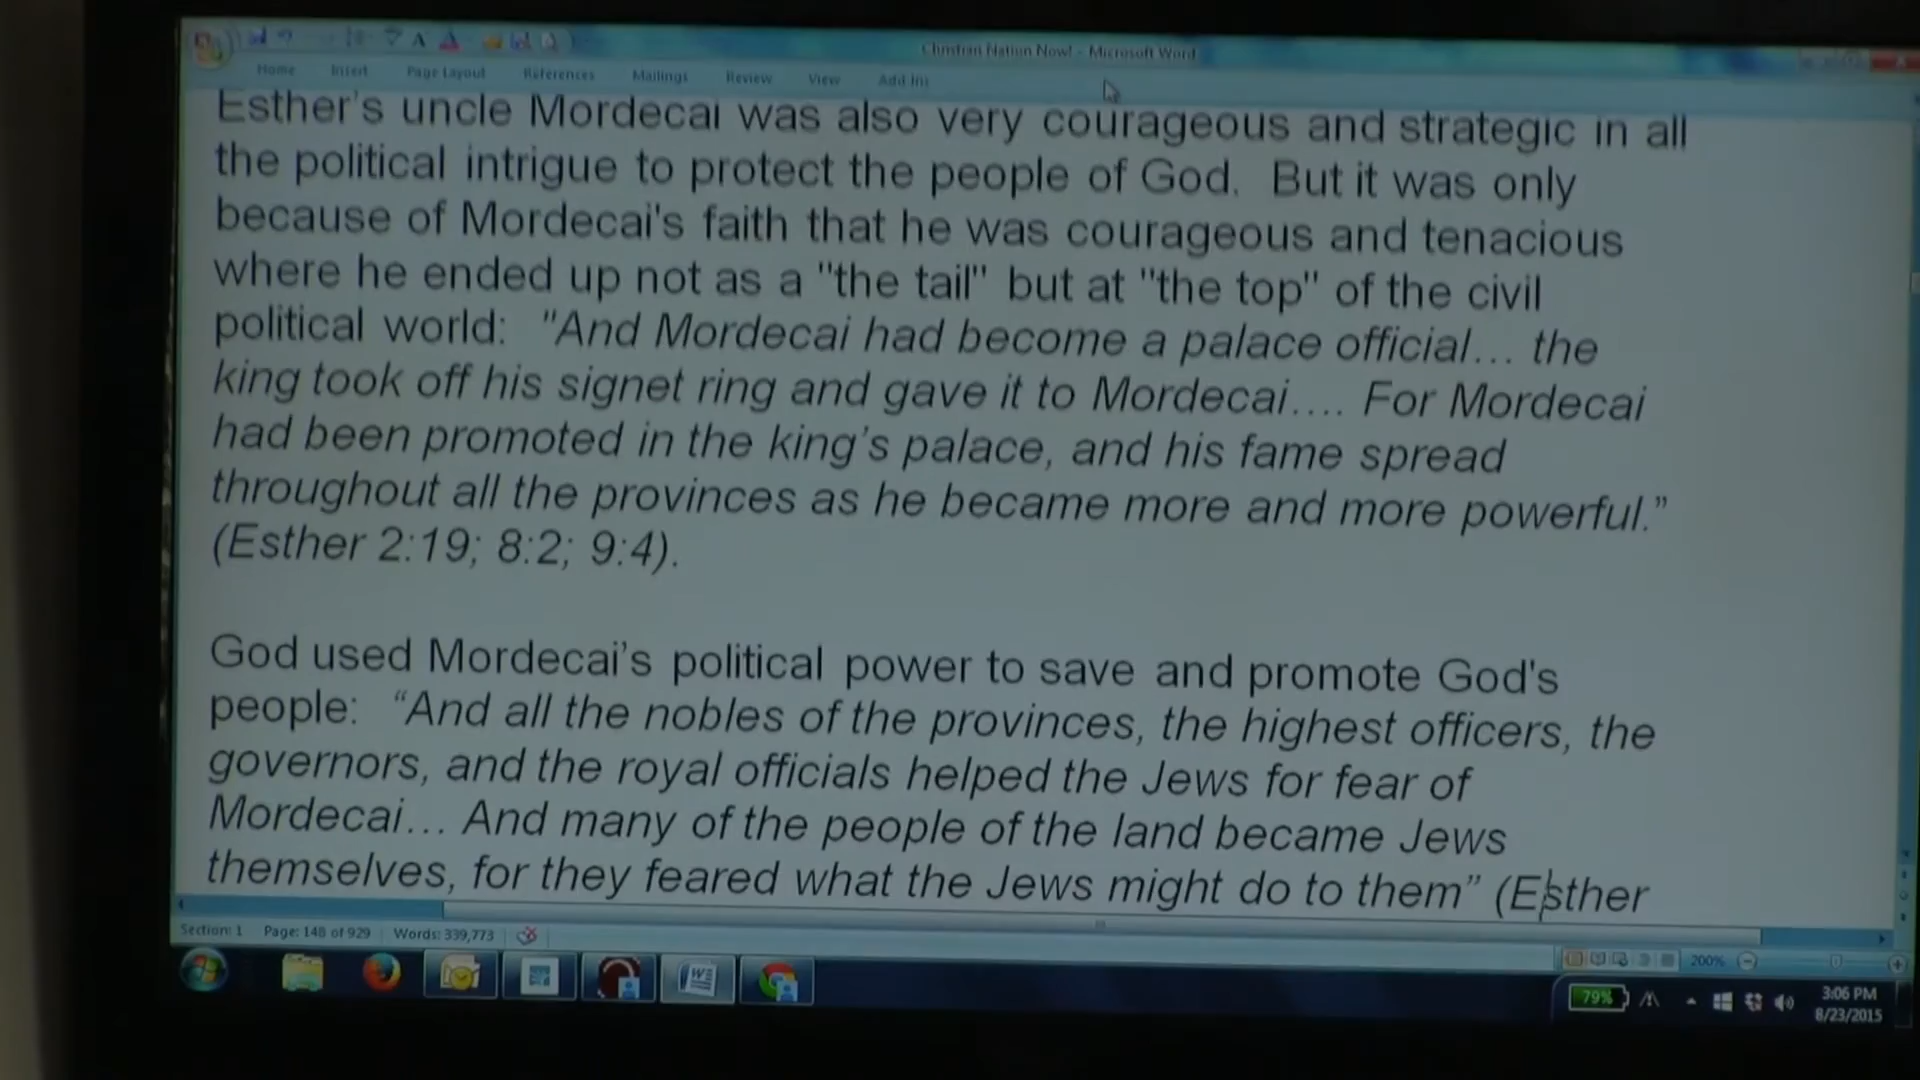 Christian Nation Now! - Microsoft Word
Home Insert Page Layout References Mailings Review View Add-Ins
Esther's uncle Mordecai was also very courageous and strategic in all
the political intrigue to protect the people of God. But it was only
because of Mordecai's faith that he was courageous and tenacious
where he ended up not as a "the tail" but at "the top" of the civil
political world: "And Mordecai had become a palace official... the
king took off his signet ring and gave it to Mordecai.... For Mordecai
had been promoted in the king's palace, and his fame spread
throughout all the provinces as he became more and more powerful.”
(Esther 2:19; 8:2; 9:4).
God used Mordecai’s political power to save and promote God's
people: “And all the nobles of the provinces, the highest officers, the
governors, and the royal officials helped the Jews for fear of
Mordecai... And many of the people of the land became Jews
themselves, for they feared what the Jews might do to them” (Esther
Section: 1 Page: 148 of 929 Words: 339,773
200%
79%
3:06 PM
8/23/2015